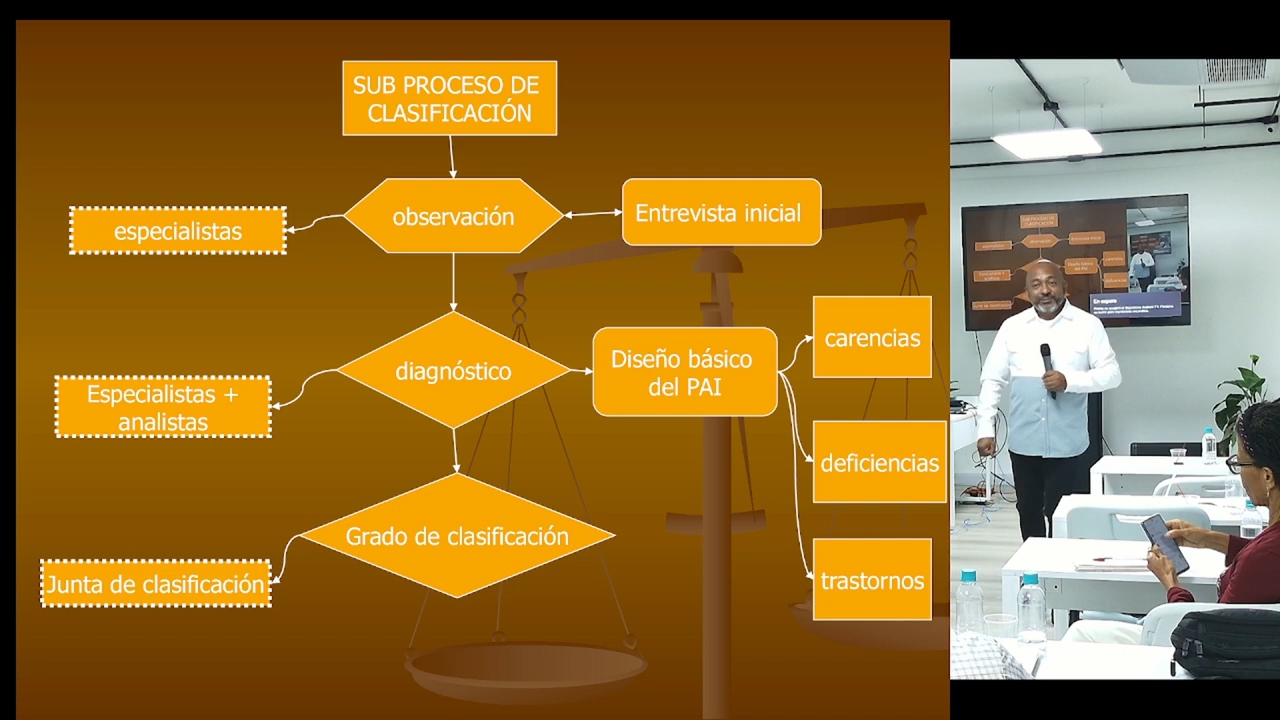 SUB PROCESO DE
CLASIFICACIÓN
observación
Entrevista inicial
especialistas
carencias
diagnóstico
Diseño básico
del PAI
Especialistas +
analistas
deficiencias
Grado de clasificación
Junta de clasificación
trastornos